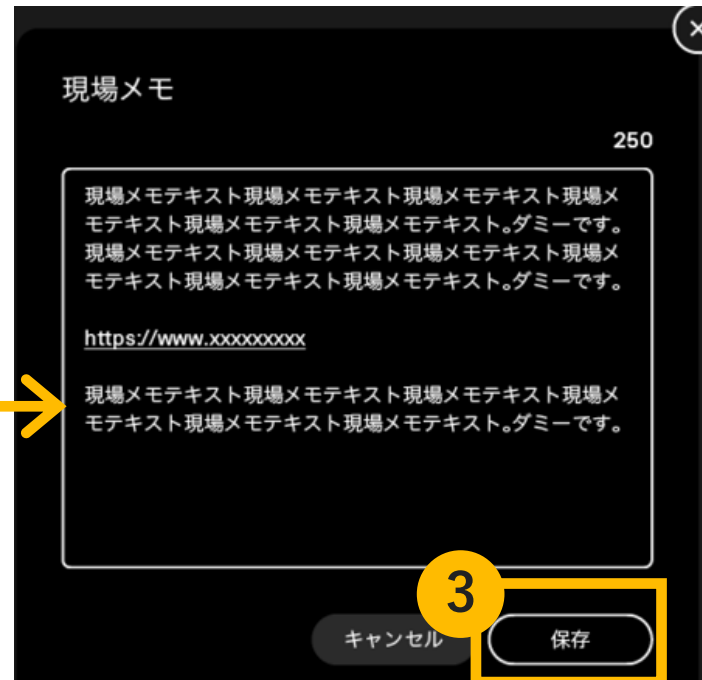 現場メモ
250
現場メモテキスト現場メモテキスト現場メモテキスト現場メ
モテキスト現場メモテキスト現場メモテキスト。ダミーです。
現場メモテキスト現場メモテキスト現場メモテキスト現場メ
モテキスト現場メモテキスト現場メモテキスト。ダミーです。
https://www.xxxxxxxxx
現場メモテキスト現場メモテキスト現場メモテキスト現場メ
モテキスト現場メモテキスト現場メモテキスト。ダミーです。
3
キャンセル
保存